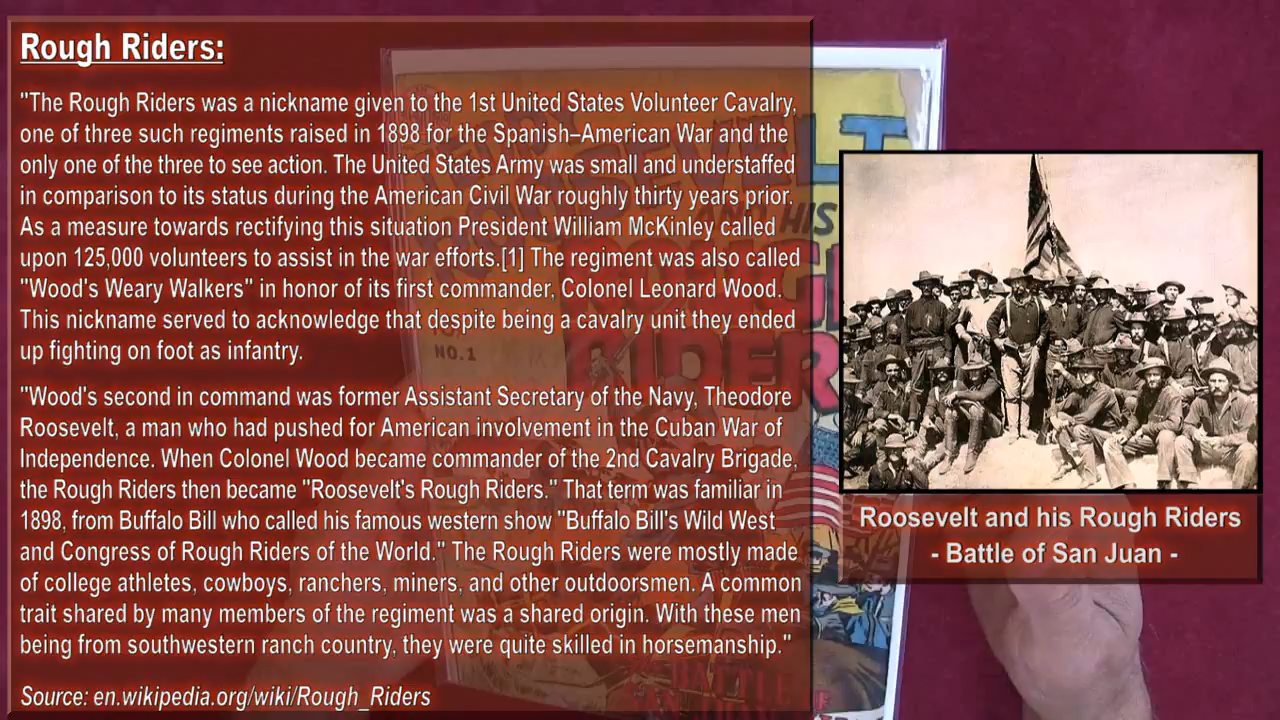 Rough Riders:
"The Rough Riders was a nickname given to the 1st United States Volunteer Cavalry,
one of three such regiments raised in 1898 for the Spanish–American War and the
only one of the three to see action. The United States Army was small and understaffed
in comparison to its status during the American Civil War roughly thirty years prior.
As a measure towards rectifying this situation President William McKinley called
upon 125,000 volunteers to assist in the war efforts.[1] The regiment was also called
"Wood's Weary Walkers" in honor of its first commander, Colonel Leonard Wood.
This nickname served to acknowledge that despite being a cavalry unit they ended
up fighting on foot as infantry.
"Wood's second in command was former Assistant Secretary of the Navy, Theodore
Roosevelt, a man who had pushed for American involvement in the Cuban War of
Independence. When Colonel Wood became commander of the 2nd Cavalry Brigade,
the Rough Riders then became "Roosevelt's Rough Riders." That term was familiar in
1898, from Buffalo Bill who called his famous western show "Buffalo Bill's Wild West
and Congress of Rough Riders of the World." The Rough Riders were mostly made
of college athletes, cowboys, ranchers, miners, and other outdoorsmen. A common
trait shared by many members of the regiment was a shared origin. With these men
being from southwestern ranch country, they were quite skilled in horsemanship."
Source: en.wikipedia.org/wiki/Rough_Riders
Roosevelt and his Rough Riders
- Battle of San Juan -
AND HIS
ROUGH
RIDERS
NO.1
BATTLE